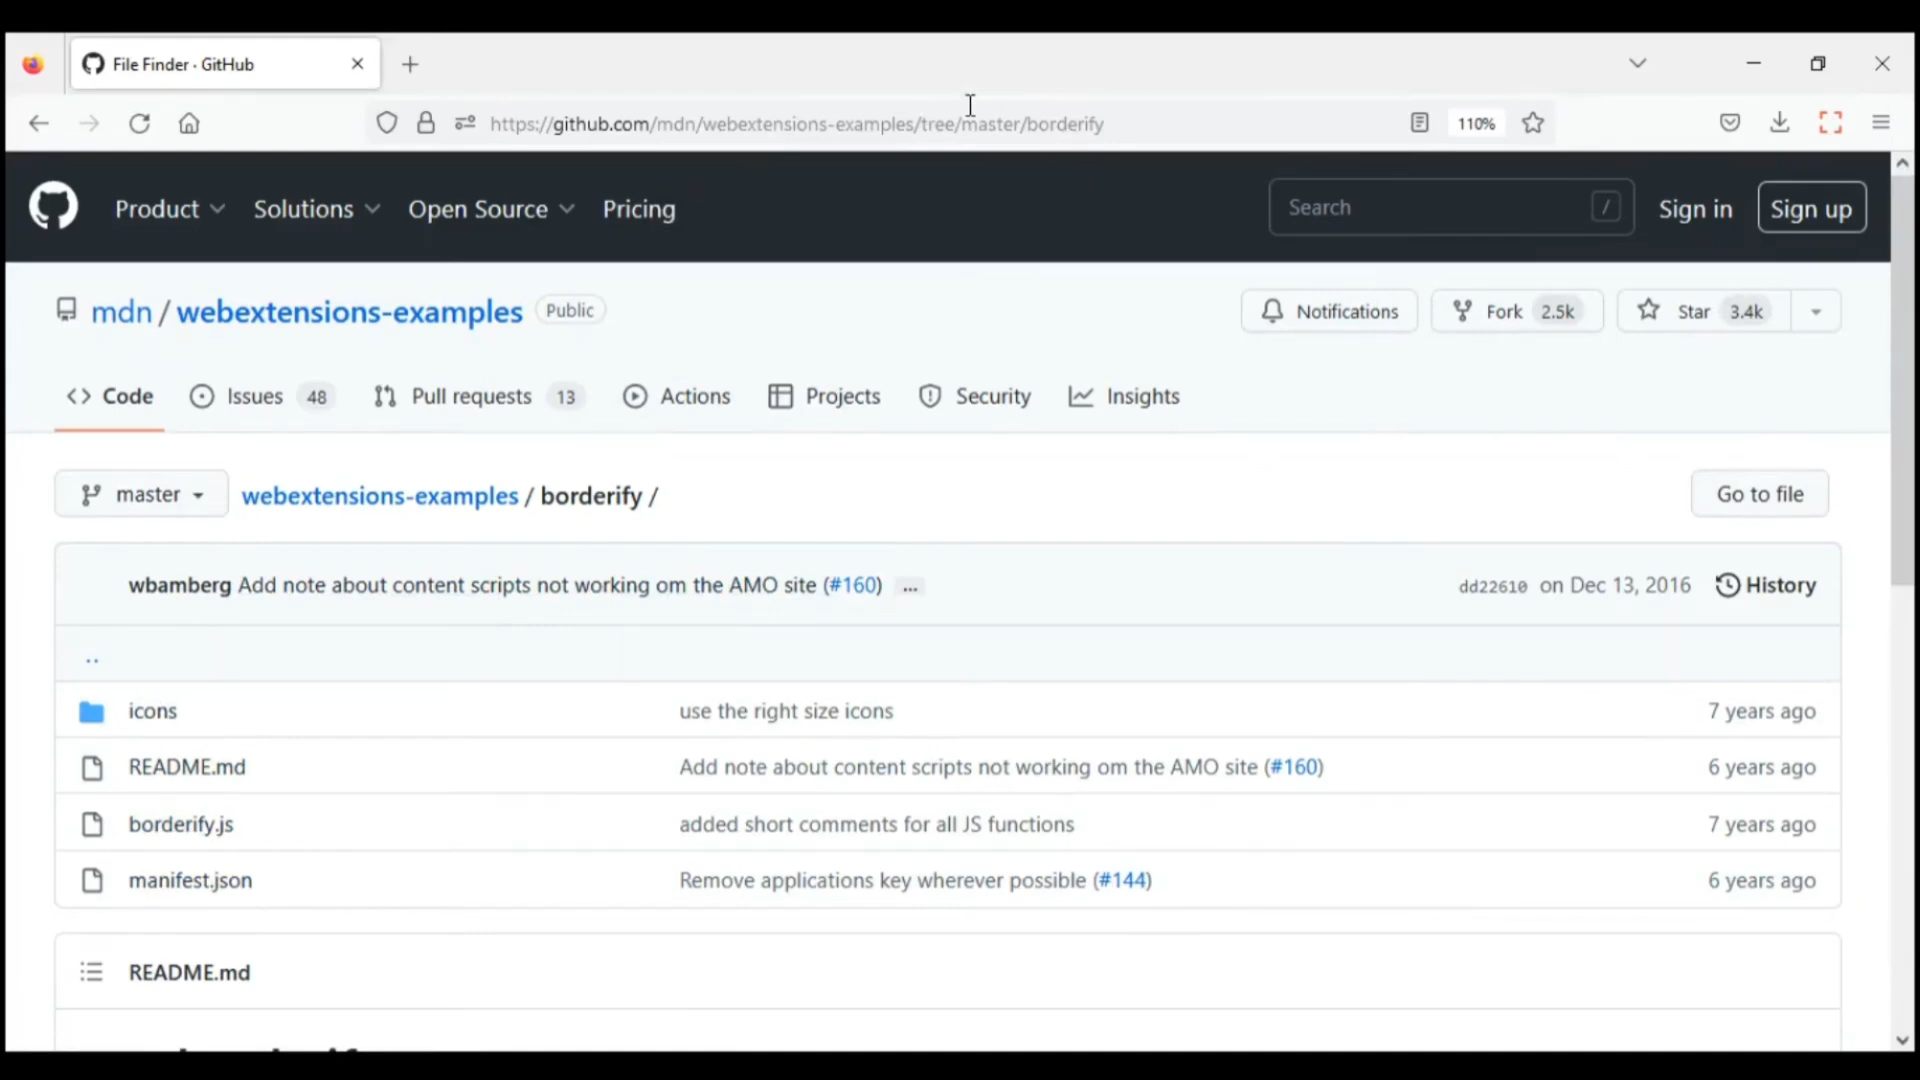 File Finder · GitHub
https://github.com/mdn/webextensions-examples/tree/master/borderify
110%
Product Solutions Open Source Pricing
Search /
Sign in
Sign up
mdn / webextensions-examples Public
Notifications
Fork 2.5k
Star 3.4k
Code
Issues 48
Pull requests 13
Actions
Projects
Security
Insights
master
webextensions-examples / borderify /
Go to file
wbamberg Add note about content scripts not working om the AMO site (#160) ...
dd22610 on Dec 13, 2016 History
..
icons use the right size icons 7 years ago
README.md Add note about content scripts not working om the AMO site (#160) 6 years ago
borderify.js added short comments for all JS functions 7 years ago
manifest.json Remove applications key wherever possible (#144) 6 years ago
README.md